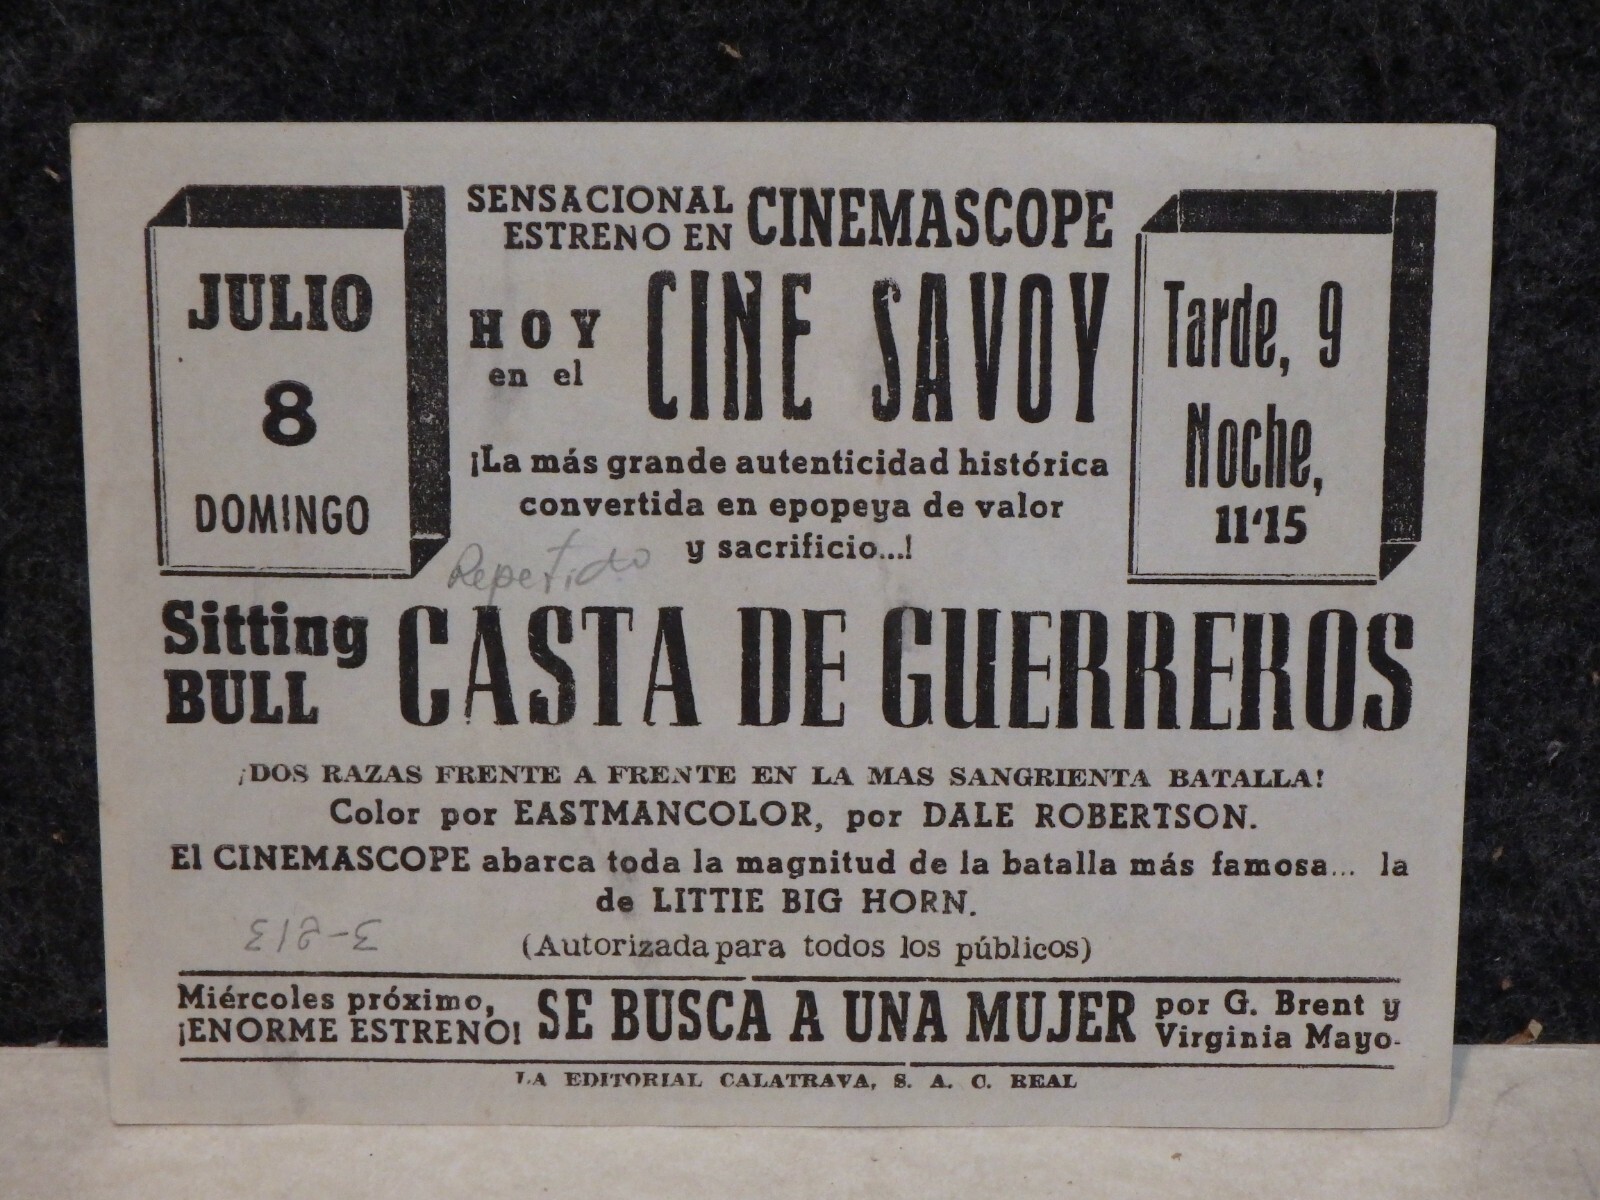 JULIO
8
DOMINGO
SENSACIONAL
ESTRENO EN
CINEMASCOPE
HOY
en el
CINE SAVOY
¡La más grande autenticidad histórica
convertida en epopeya de valor
y sacrificio...!
Tarde, 9
Noche,
11'15
Repetido
Sitting
BULL
CASTA DE GUERREROS
¡DOS RAZAS FRENTE A FRENTE EN LA MAS SANGRIENTA BATALLA!
Color por EASTMANCOLOR, por DALE ROBERTSON.
El CINEMASCOPE abarca toda la magnitud de la batalla más famosa... la
de LITTIE BIG HORN.
3-213
(Autorizada para todos los públicos)
Miércoles próximo,
¡ENORME ESTRENO!
SE BUSCA A UNA MUJER
por G. Brent y
Virginia Mayo-
LA EDITORIAL CALATRAVA, S. A. C. REAL